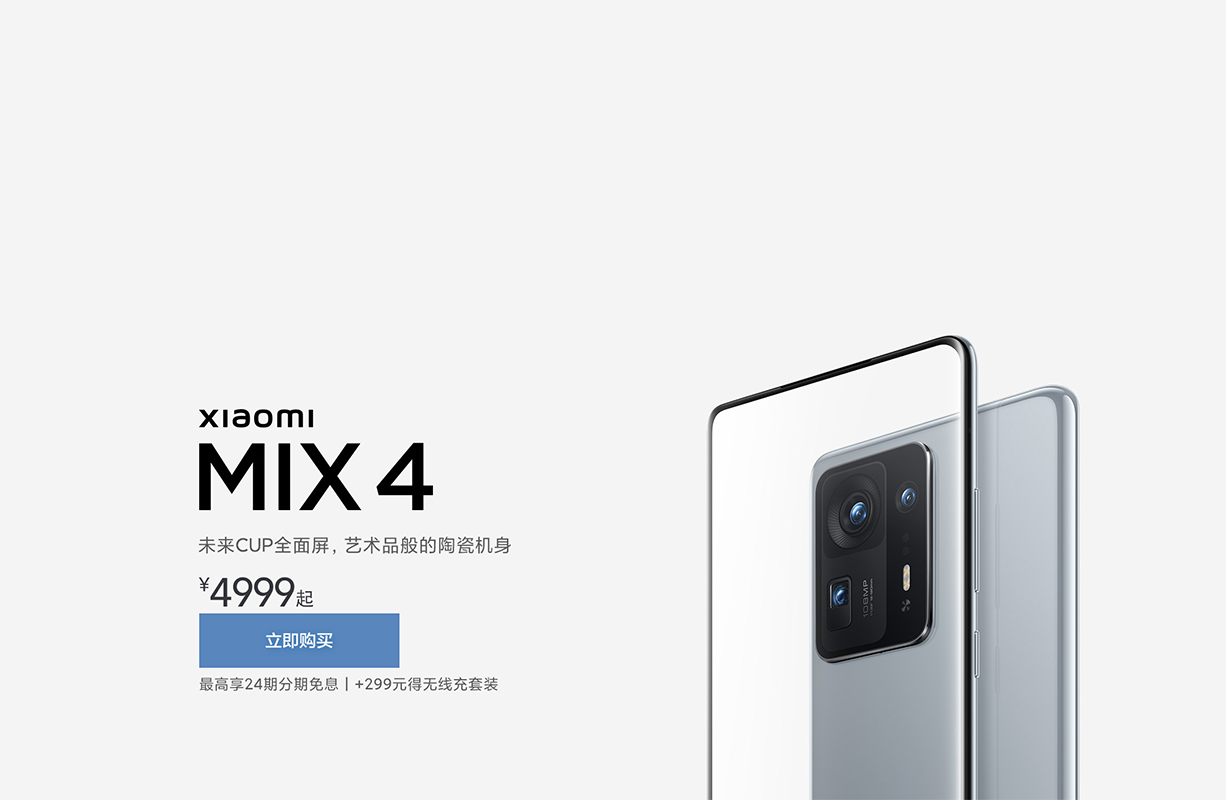 xiaomi
MIX 4
未来CUP全面屏，艺术品般的陶瓷机身
¥4999起
立即购买
最高享24期分期免息丨+299元得无线充套装
108MP